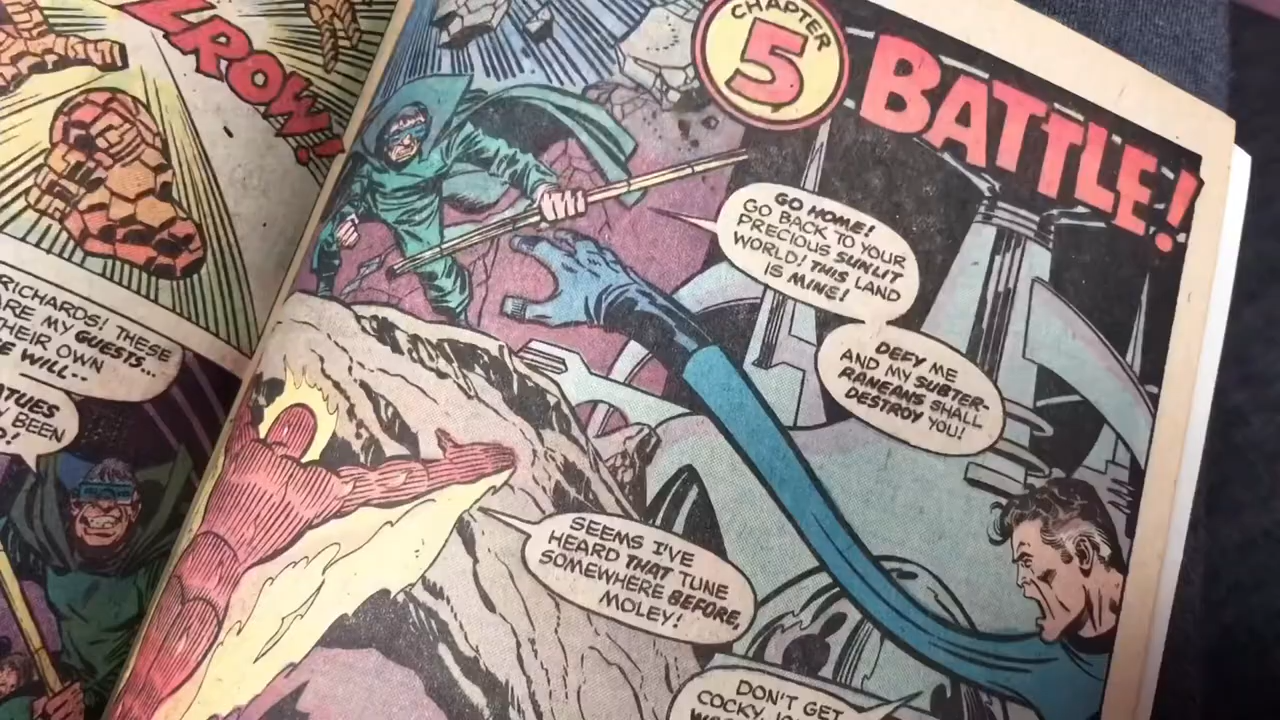 LROW!
RICHARDS! THESE
ARE MY GUESTS...
THEIR OWN
WILL--
BEEN
CHAPTER
5
BATTLE!
GO HOME!
GO BACK TO YOUR
PRECIOUS SUNLIT
WORLD! THIS LAND
IS MINE!
DEFY ME
AND MY SUBTER-
RANEANS SHALL
DESTROY YOU!
SEEMS I'VE
HEARD THAT TUNE
SOMEWHERE BEFORE,
MOLEY!
DON'T GET
COCKY,